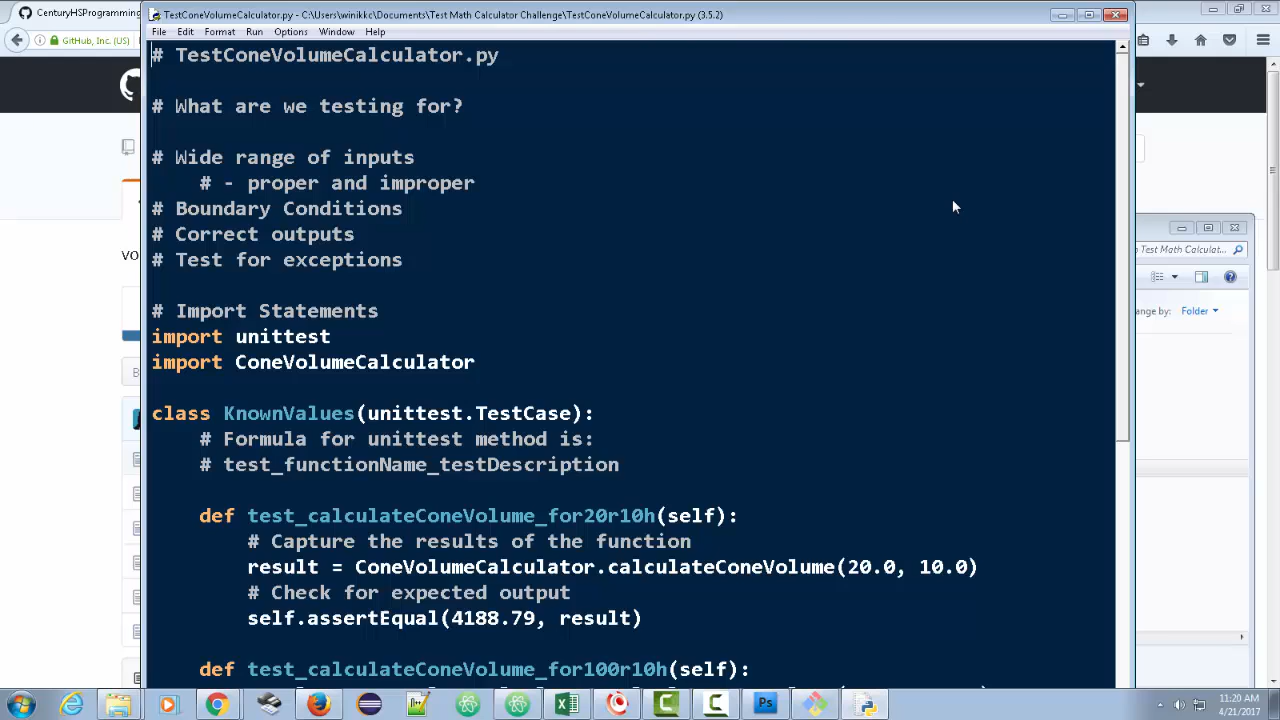 CenturyHSProgramming
TestConeVolumeCalculator.py - C:\Users\winikkc\Documents\Test Math Calculator Challenge\TestConeVolumeCalculator.py (3.5.2)
File Edit Format Run Options Window Help
GitHub, Inc. (US)
# TestConeVolumeCalculator.py
# What are we testing for?
# Wide range of inputs
# - proper and improper
# Boundary Conditions
# Correct outputs
# Test for exceptions
# Import Statements
import unittest
import ConeVolumeCalculator
class KnownValues(unittest.TestCase):
# Formula for unittest method is:
# test_functionName_testDescription
def test_calculateConeVolume_for20r10h(self):
# Capture the results of the function
result = ConeVolumeCalculator.calculateConeVolume(20.0, 10.0)
# Check for expected output
self.assertEqual(4188.79, result)
def test_calculateConeVolume_for100r10h(self):
Test Math Calculat...
nge by: Folder
11:20 AM
4/21/2017